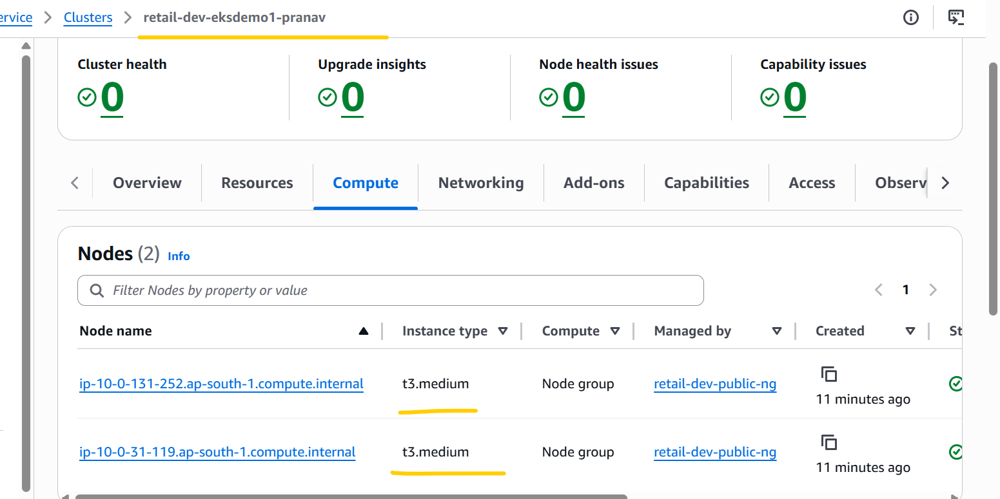 ervice > Clusters > retail-dev-eksdemo1-pranav
Cluster health Upgrade insights Node health issues Capability issues
0 0 0 0
Overview Resources Compute Networking Add-ons Capabilities Access Observ
Nodes (2) Info
Filter Nodes by property or value 1
Node name Instance type Compute Managed by Created St
ip-10-0-131-252.ap-south-1.compute.internal t3.medium Node group retail-dev-public-ng 11 minutes ago
ip-10-0-31-119.ap-south-1.compute.internal t3.medium Node group retail-dev-public-ng 11 minutes ago